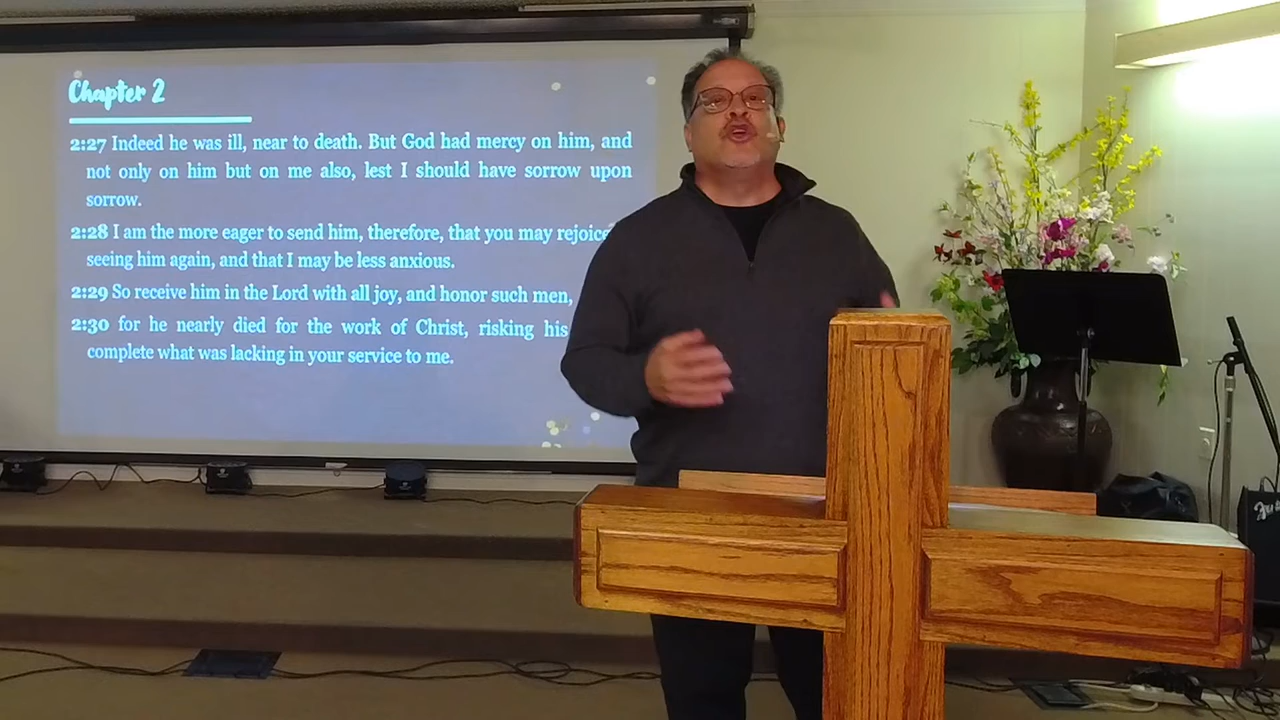 Chapter 2
2:27 Indeed he was ill, near to death. But God had mercy on him, and
not only on him but on me also, lest I should have sorrow upon
sorrow.
2:28 I am the more eager to send him, therefore, that you may rejoice
seeing him again, and that I may be less anxious.
2:29 So receive him in the Lord with all joy, and honor such men,
2:30 for he nearly died for the work of Christ, risking his
complete what was lacking in your service to me.